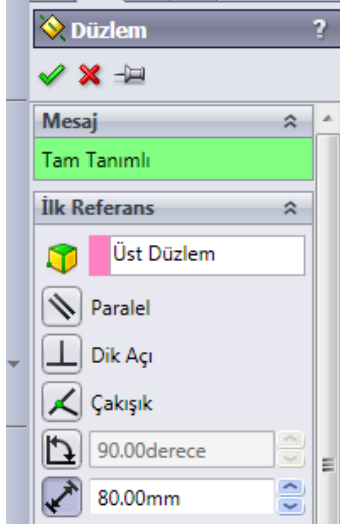 Düzlem ?
Mesaj
Tam Tanımlı
İlk Referans
Üst Düzlem
Paralel
Dik Açı
Çakışık
90.00derece
80.00mm